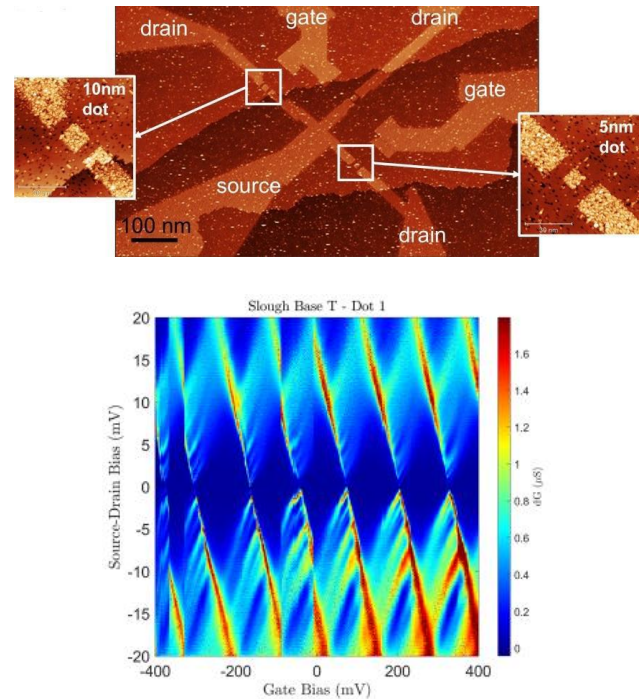 drain
gate
drain
10nm
dot
gate
5nm
dot
source
100 nm
drain
30 nm
Slough Base T - Dot 1
20
15
10
5
0
-5
-10
-15
-20
Source-Drain Bias (mV)
-400
-200
0
200
400
Gate Bias (mV)
1.6
1.4
1.2
1
0.8
0.6
0.4
0.2
0
dG (μS)